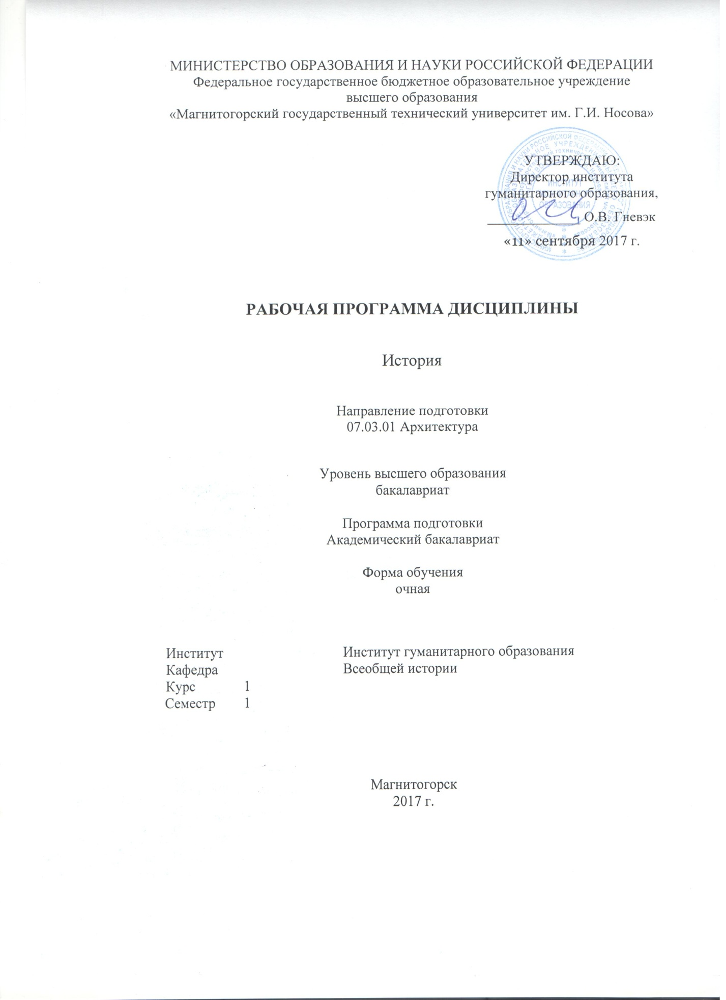 МИНИСТЕРСТВО ОБРАЗОВАНИЯ И НАУКИ РОССИЙСКОЙ ФЕДЕРАЦИИ
Федеральное государственное бюджетное образовательное учреждение
высшего образования
«Магнитогорский государственный технический университет им. Г.И. Носова»
УТВЕРЖДАЮ:
Директор института
гуманитарного образования,
О.В. Гневэк
«11» сентября 2017 г.
ИНСТИТУТ
ОБРАЗОВАНИЯ
РАБОЧАЯ ПРОГРАММА ДИСЦИПЛИНЫ
История
Направление подготовки
07.03.01 Архитектура
Уровень высшего образования
бакалавриат
Программа подготовки
Академический бакалавриат
Форма обучения
очная
Институт Институт гуманитарного образования
Кафедра Всеобщей истории
Курс 1
Семестр 1
Магнитогорск
2017 г.